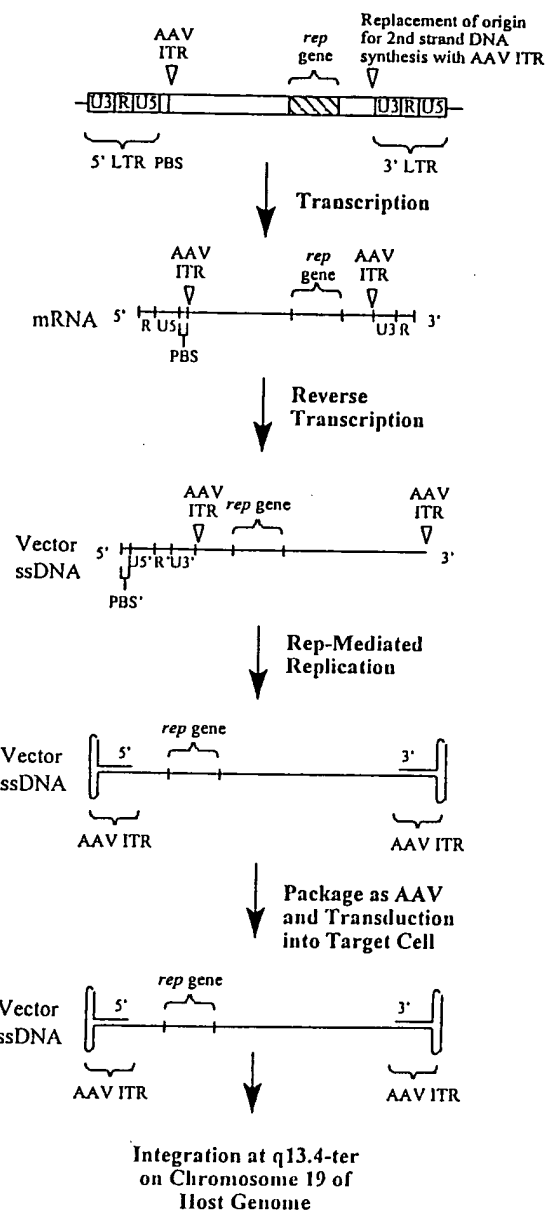 AAV
ITR
rep
gene
Replacement of origin
for 2nd strand DNA
synthesis with AAV ITR
U3 R U5
U3 R U5
5' LTR PBS
3' LTR
Transcription
AAV
ITR
rep
gene
AAV
ITR
mRNA
5'
3'
R U5
U3 R
PBS
Reverse
Transcription
AAV
ITR
rep gene
AAV
ITR
Vector
ssDNA
5'
3'
U5' R' U3'
PBS'
Rep-Mediated
Replication
Vector
ssDNA
5'
rep gene
3'
AAV ITR
AAV ITR
Package as AAV
and Transduction
into Target Cell
Vector
ssDNA
5'
rep gene
3'
AAV ITR
AAV ITR
Integration at q13.4-ter
on Chromosome 19 of
Host Genome